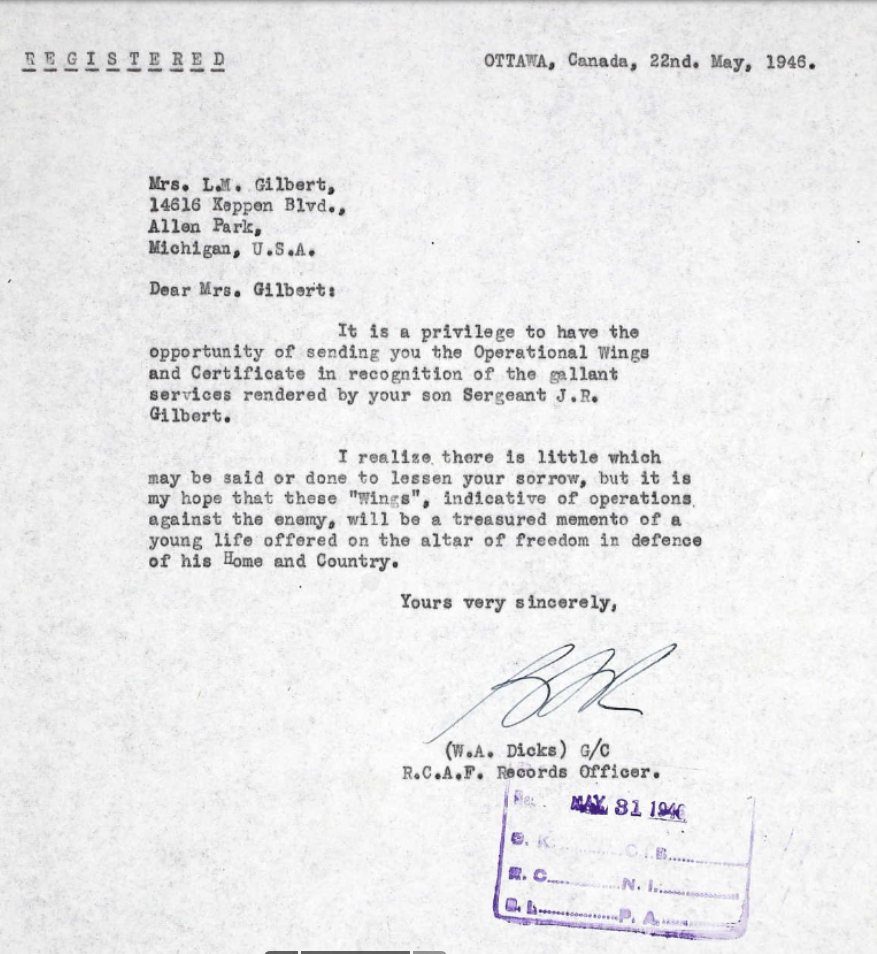 REGISTERED
OTTAWA, Canada, 22nd. May, 1946.
Mrs. L.M. Gilbert,
14616 Keppen Blvd.,
Allen Park,
Michigan, U.S.A.
Dear Mrs. Gilbert:
It is a privilege to have the
opportunity of sending you the Operational Wings
and Certificate in recognition of the gallant
services rendered by your son Sergeant J.R.
Gilbert.
I realize there is little which
may be said or done to lessen your sorrow, but it is
my hope that these "Wings", indicative of operations
against the enemy, will be a treasured memento of a
young life offered on the altar of freedom in defence
of his Home and Country.
Yours very sincerely,
(W.A. Dicks) G/C
R.C.A.F. Records Officer.
MAY 31 1946
C.I.B.
R. C. N. I.
P. A.